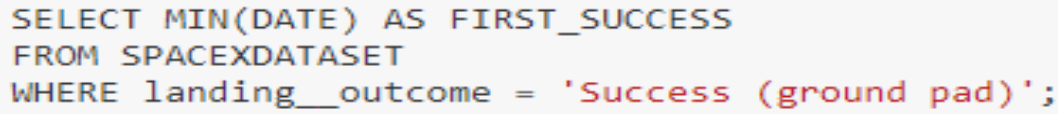 SELECT MIN(DATE) AS FIRST_SUCCESS
FROM SPACEXDATASET
WHERE landing__outcome = 'Success (ground pad)';